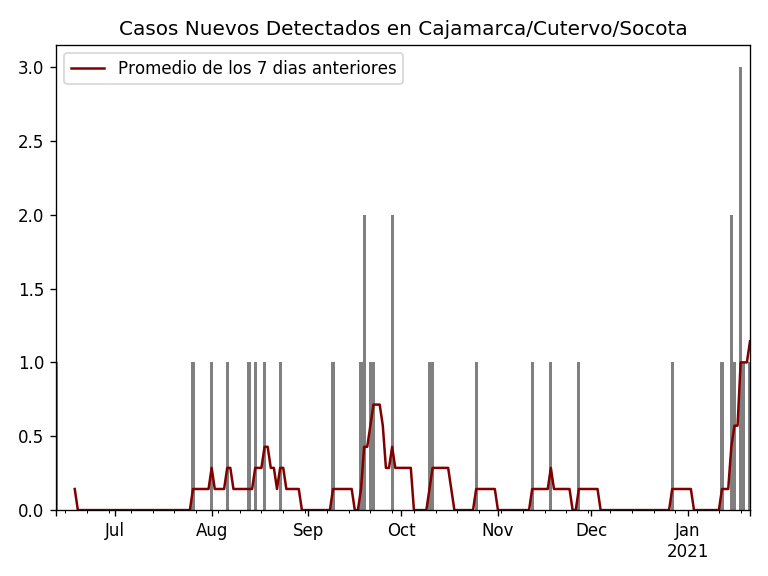 Casos Nuevos Detectados en Cajamarca/Cutervo/Socota
Promedio de los 7 dias anteriores
3.0
2.5
2.0
1.5
1.0
0.5
0.0
Jul Aug Sep Oct Nov Dec Jan
2021